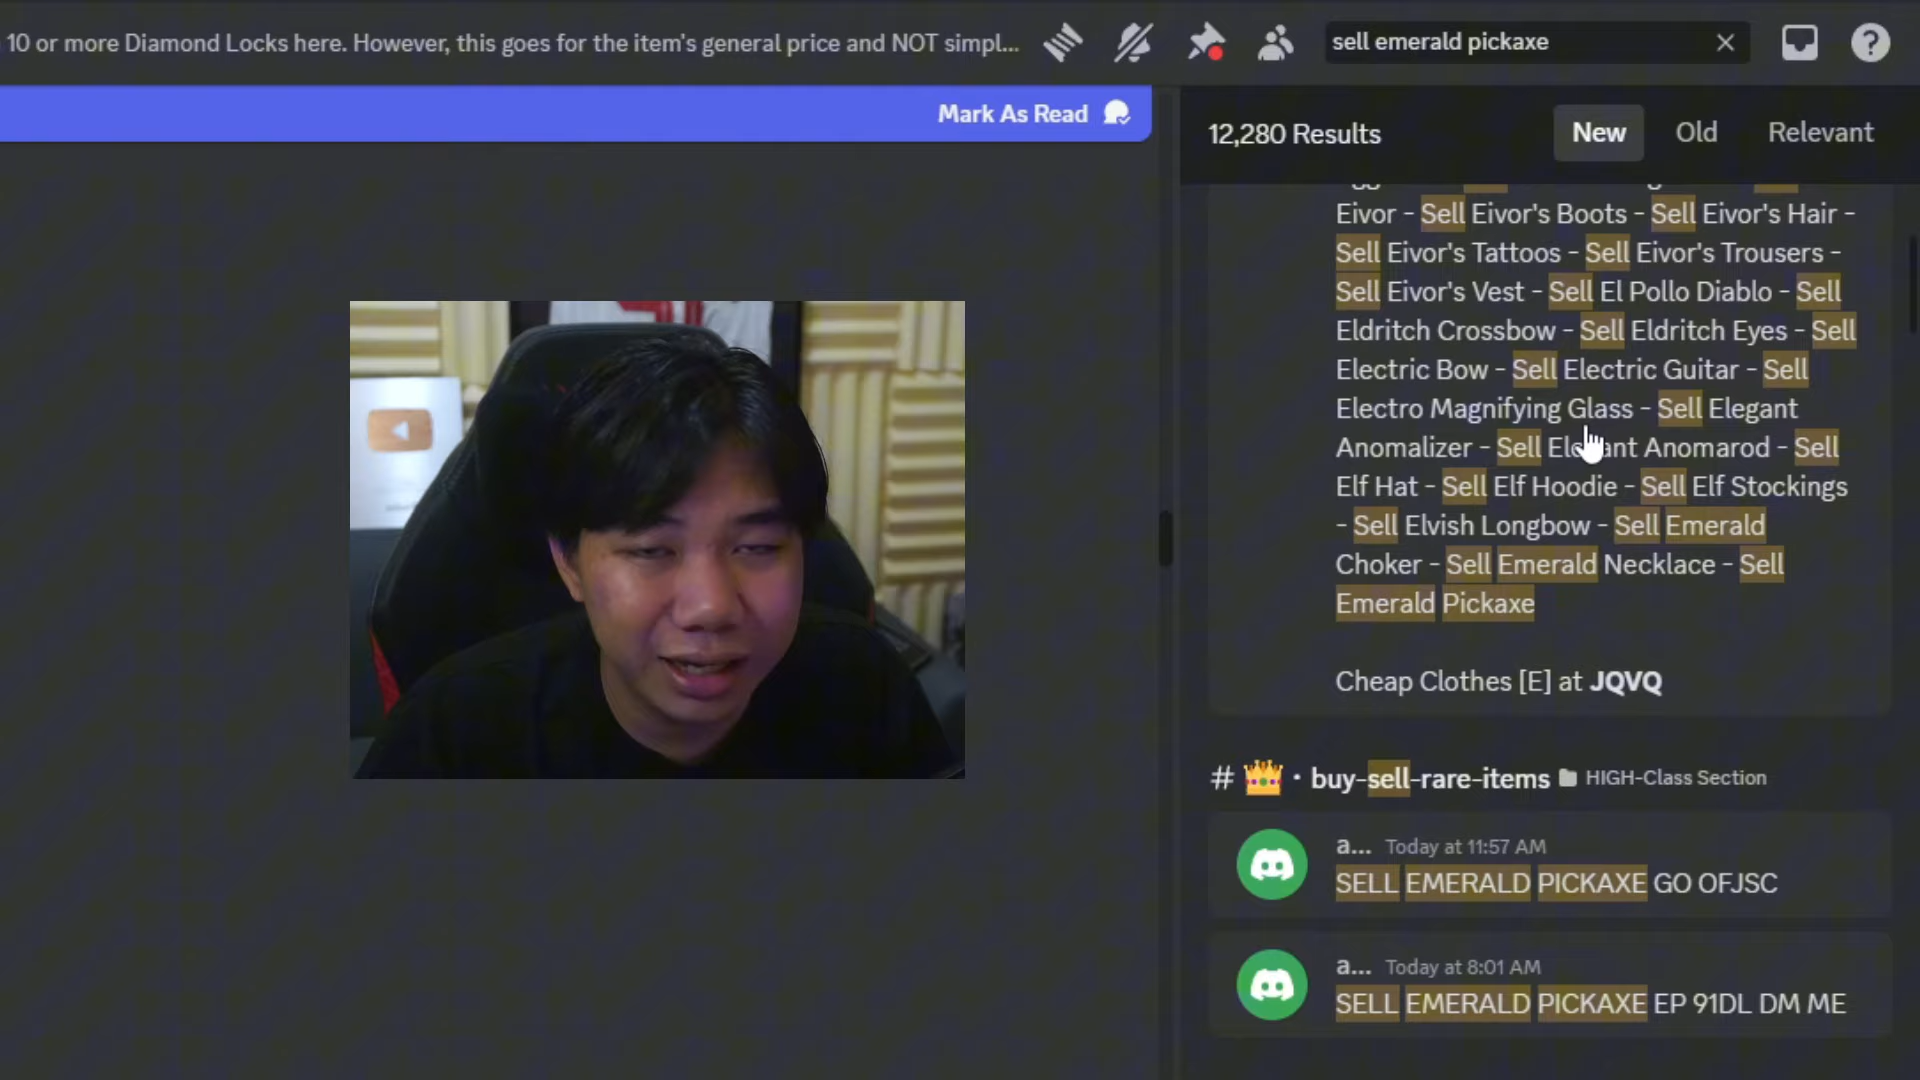 10 or more Diamond Locks here. However, this goes for the item's general price and NOT simpl...
sell emerald pickaxe
Mark As Read
12,280 Results
New
Old
Relevant
Eivor - Sell Eivor's Boots - Sell Eivor's Hair -
Sell Eivor's Tattoos - Sell Eivor's Trousers -
Sell Eivor's Vest - Sell El Pollo Diablo - Sell
Eldritch Crossbow - Sell Eldritch Eyes - Sell
Electric Bow - Sell Electric Guitar - Sell
Electro Magnifying Glass - Sell Elegant
Anomalizer - Sell Elegant Anomarod - Sell
Elf Hat - Sell Elf Hoodie - Sell Elf Stockings
- Sell Elvish Longbow - Sell Emerald
Choker - Sell Emerald Necklace - Sell
Emerald Pickaxe
Cheap Clothes [E] at JQVQ
# 👑 • buy-sell-rare-items HIGH-Class Section
a... Today at 11:57 AM
SELL EMERALD PICKAXE GO OFJSC
a... Today at 8:01 AM
SELL EMERALD PICKAXE EP 91DL DM ME